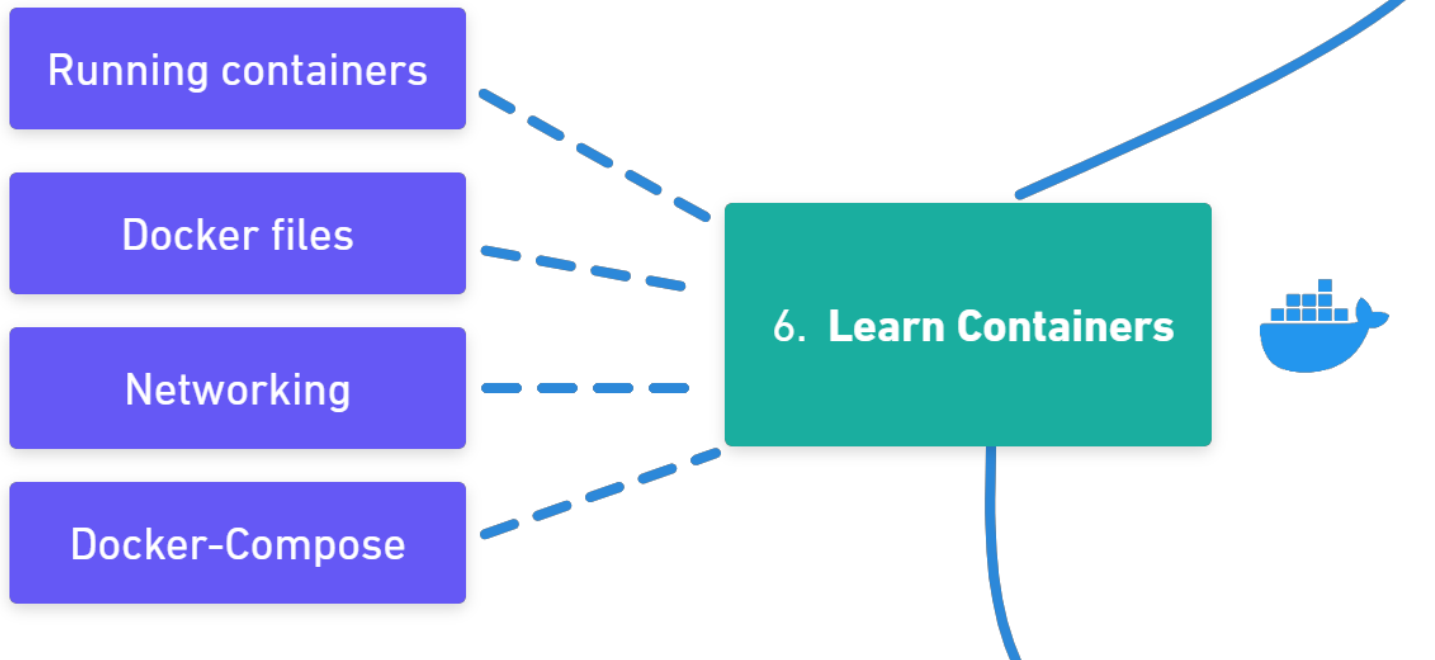 Running containers
Docker files
Networking
Docker-Compose
6. Learn Containers